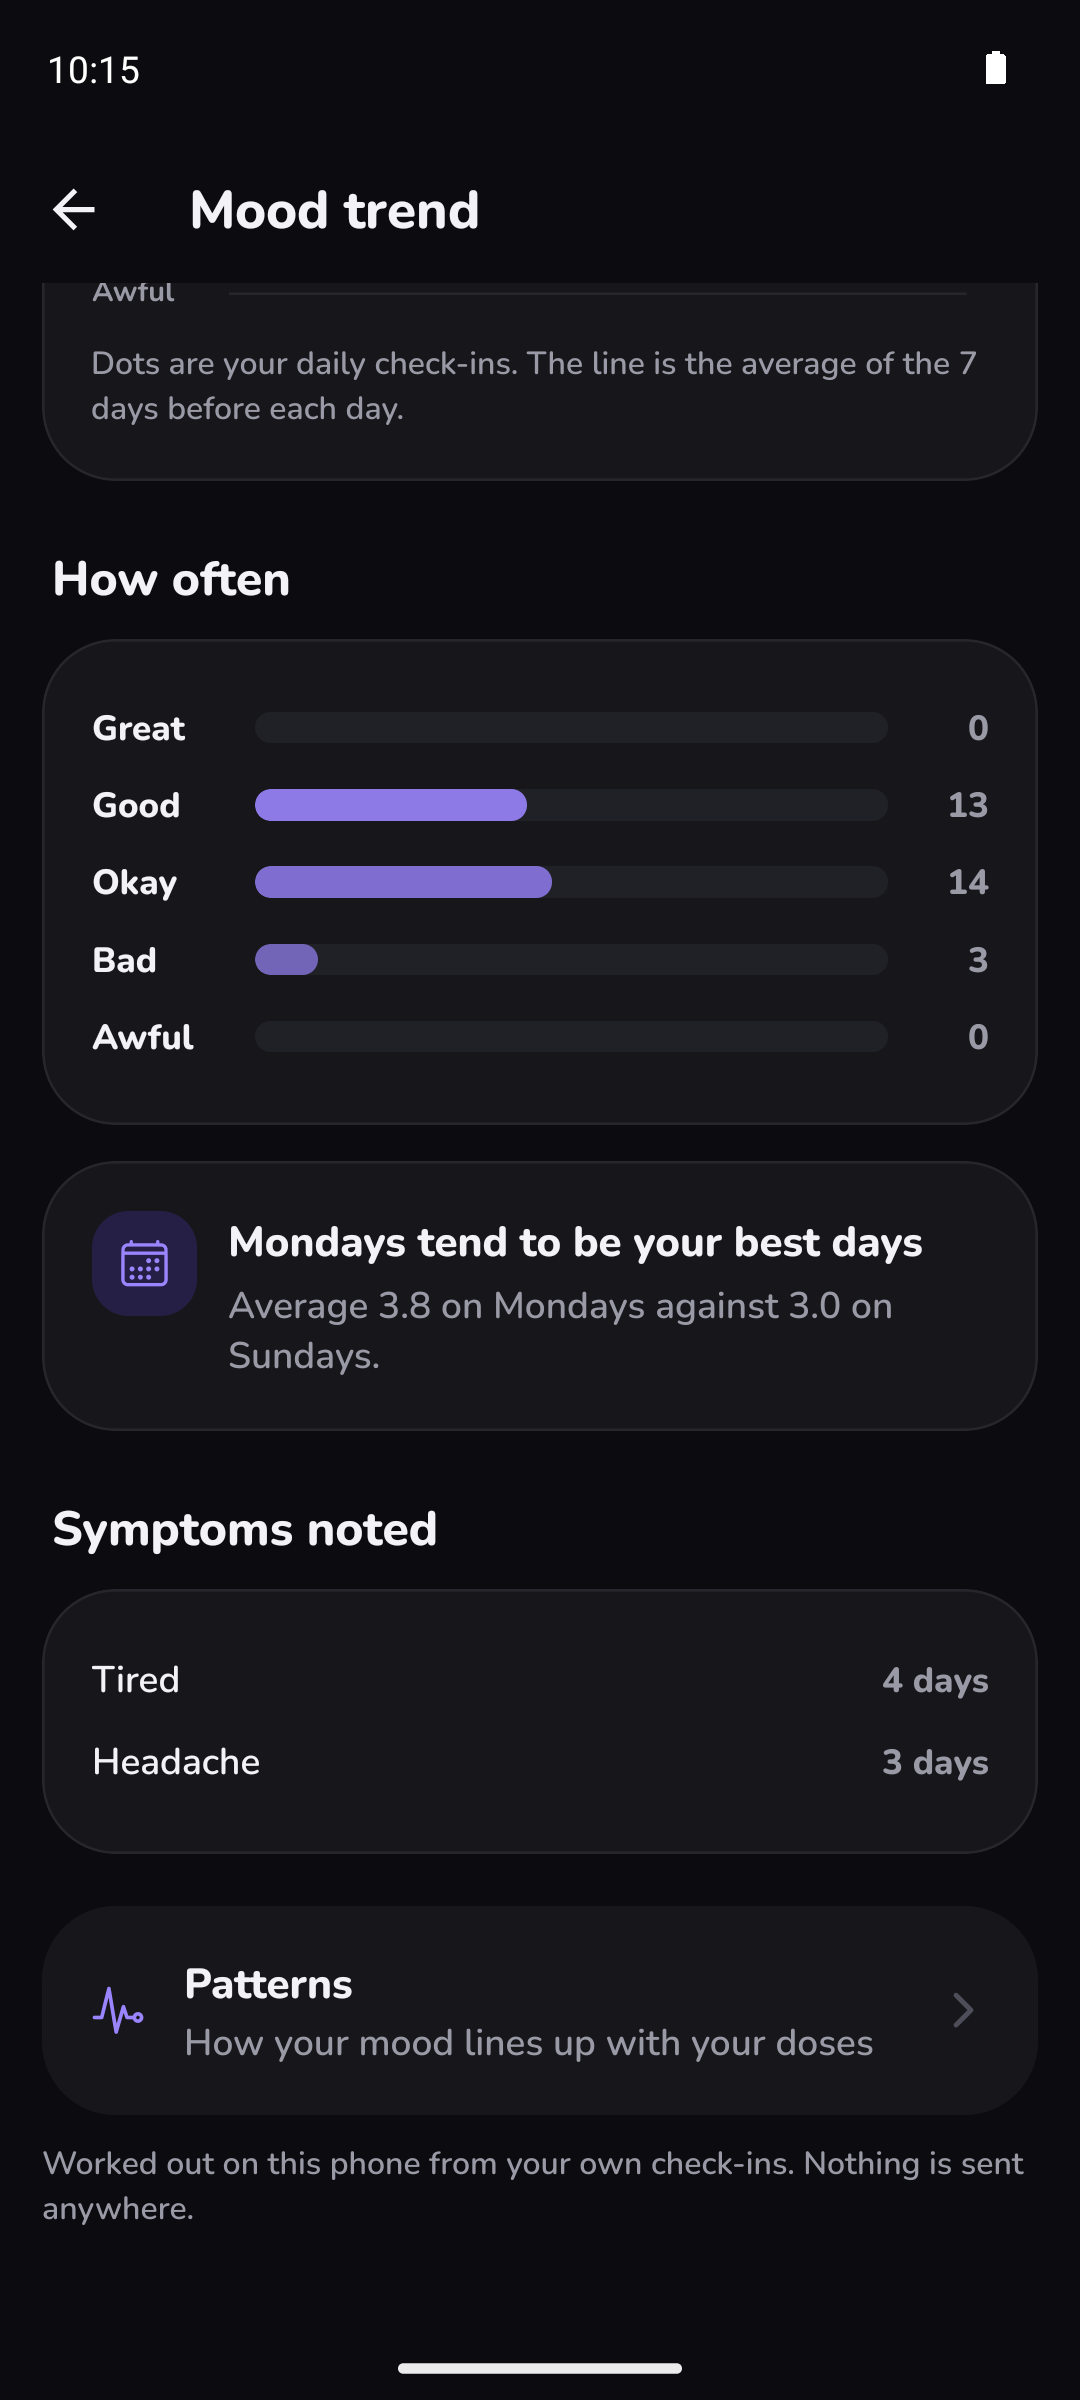 10:15
Mood trend
Awful
Dots are your daily check-ins. The line is the average of the 7
days before each day.
How often
Great 0
Good 13
Okay 14
Bad 3
Awful 0
Mondays tend to be your best days
Average 3.8 on Mondays against 3.0 on
Sundays.
Symptoms noted
Tired 4 days
Headache 3 days
Patterns
How your mood lines up with your doses
Worked out on this phone from your own check-ins. Nothing is sent
anywhere.